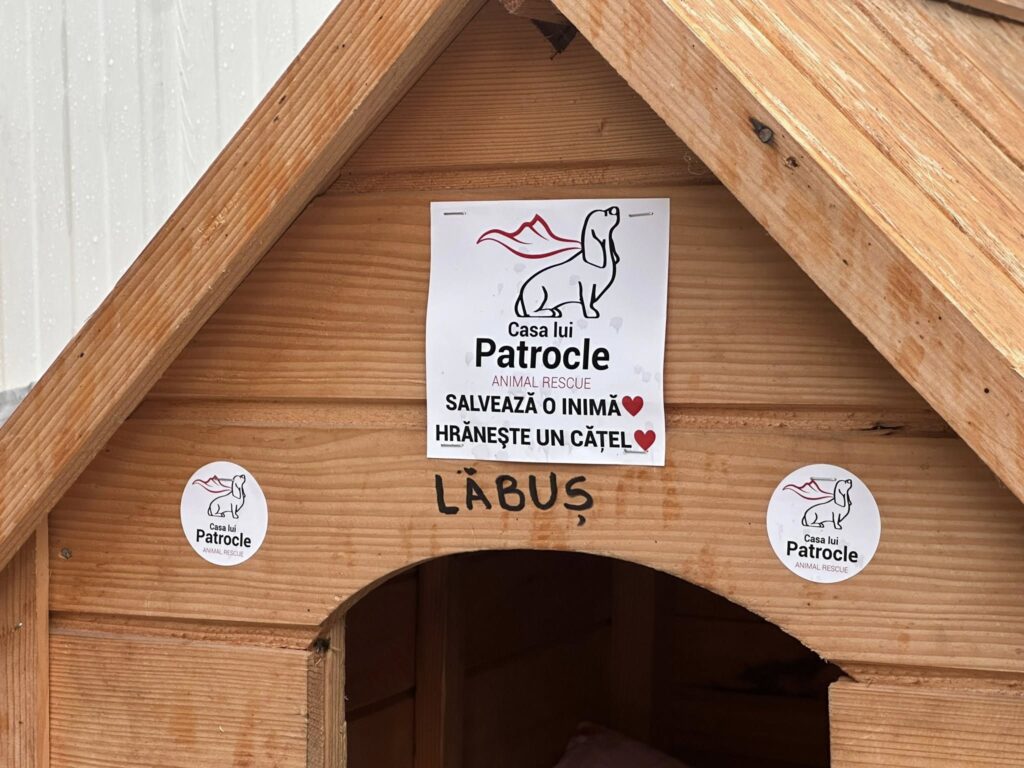 Casa lui
Patrocle
ANIMAL RESCUE
SALVEAZĂ O INIMĂ❤
HRĂNEŞTE UN CĂȚEL❤
LĂBUȘ
Casa lui
Patrocle
ANIMAL RESCUE
Casa lui
Patrocle
ANIMAL RESCUE